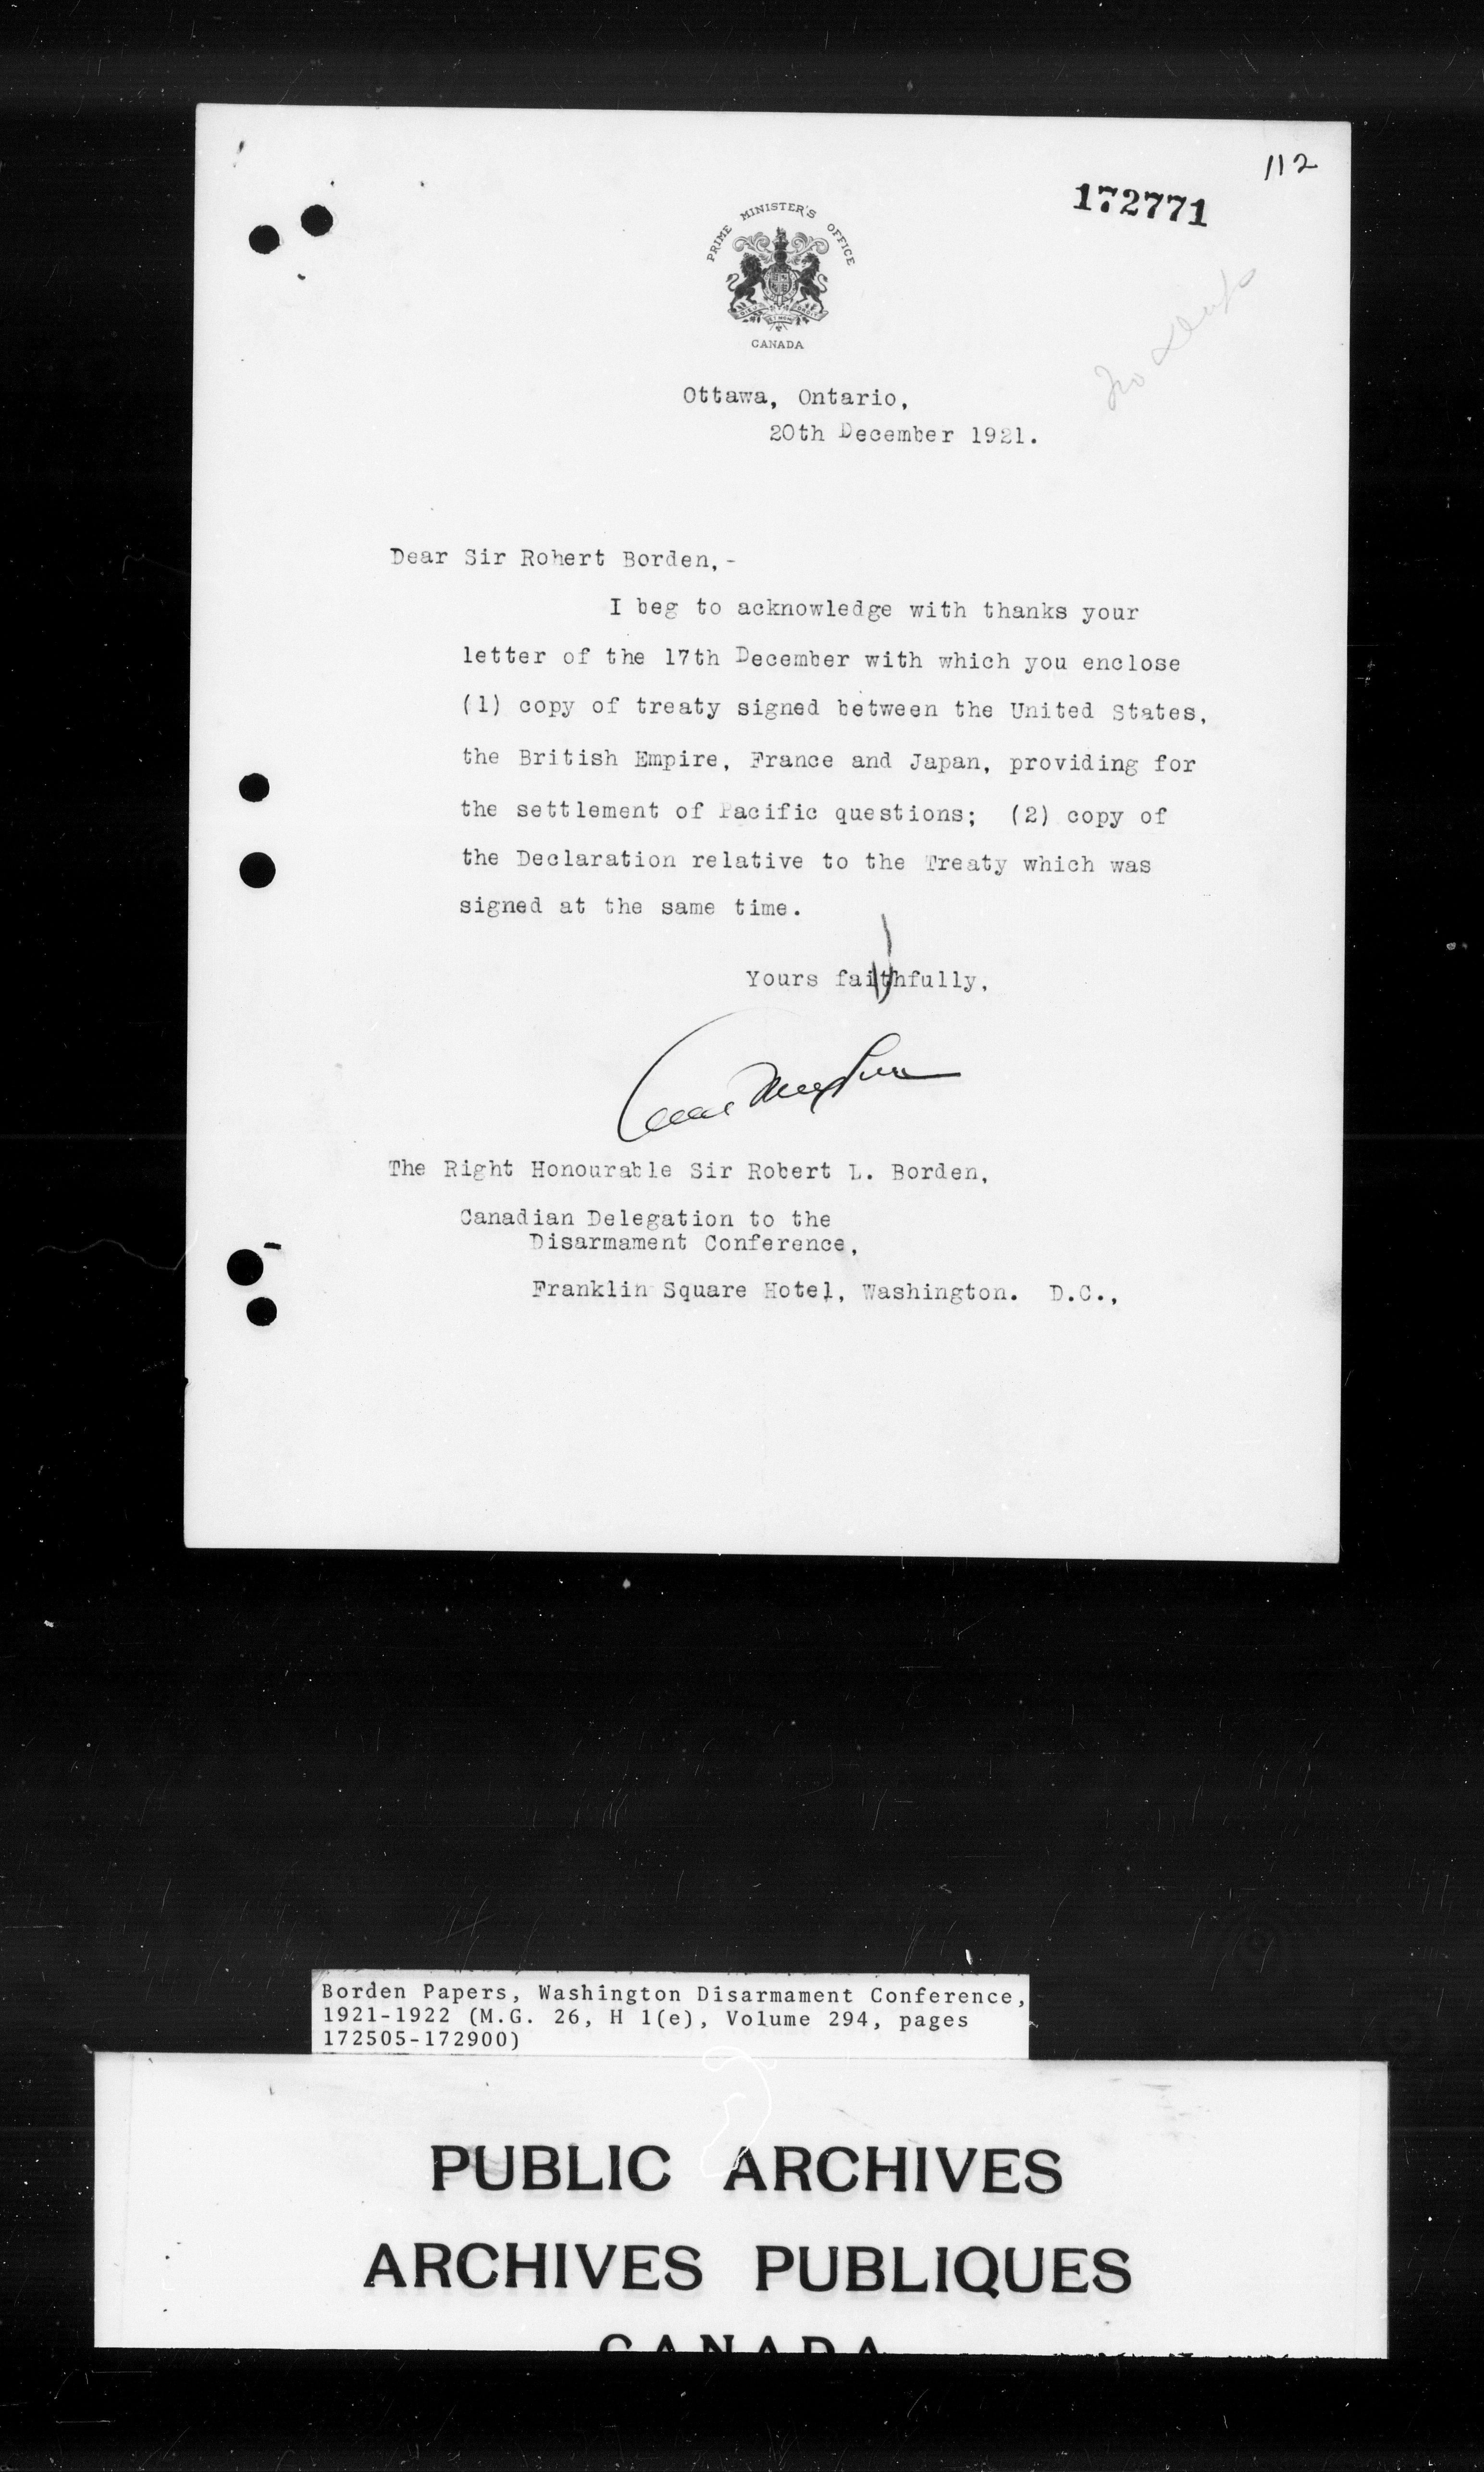 112
172771
PRIME MINISTER'S OFFICE
CANADA
Ottawa, Ontario,
20th December 1921.
Dear Sir Robert Borden,-
I beg to acknowledge with thanks your
letter of the 17th December with which you enclose
(1) copy of treaty signed between the United States,
the British Empire, France and Japan, providing for
the settlement of Pacific questions; (2) copy of
the Declaration relative to the Treaty which was
signed at the same time.
Yours faithfully,
The Right Honourable Sir Robert L. Borden,
Canadian Delegation to the
Disarmament Conference,
Franklin Square Hotel, Washington. D.C.,
Borden Papers, Washington Disarmament Conference,
1921-1922 (M.G. 26, H 1(e), Volume 294, pages
172505-172900)
PUBLIC ARCHIVES
ARCHIVES PUBLIQUES
CANADA